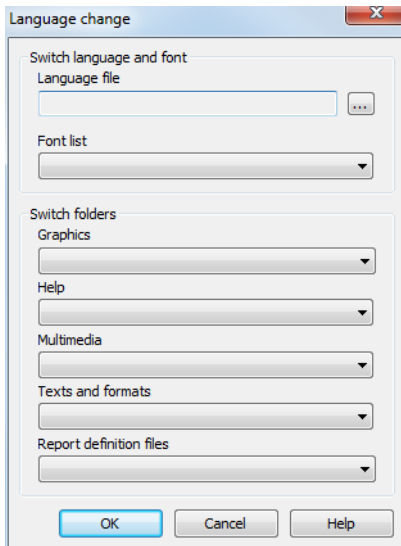 Language change
Switch language and font
Language file
...
Font list
Switch folders
Graphics
Help
Multimedia
Texts and formats
Report definition files
OK Cancel Help